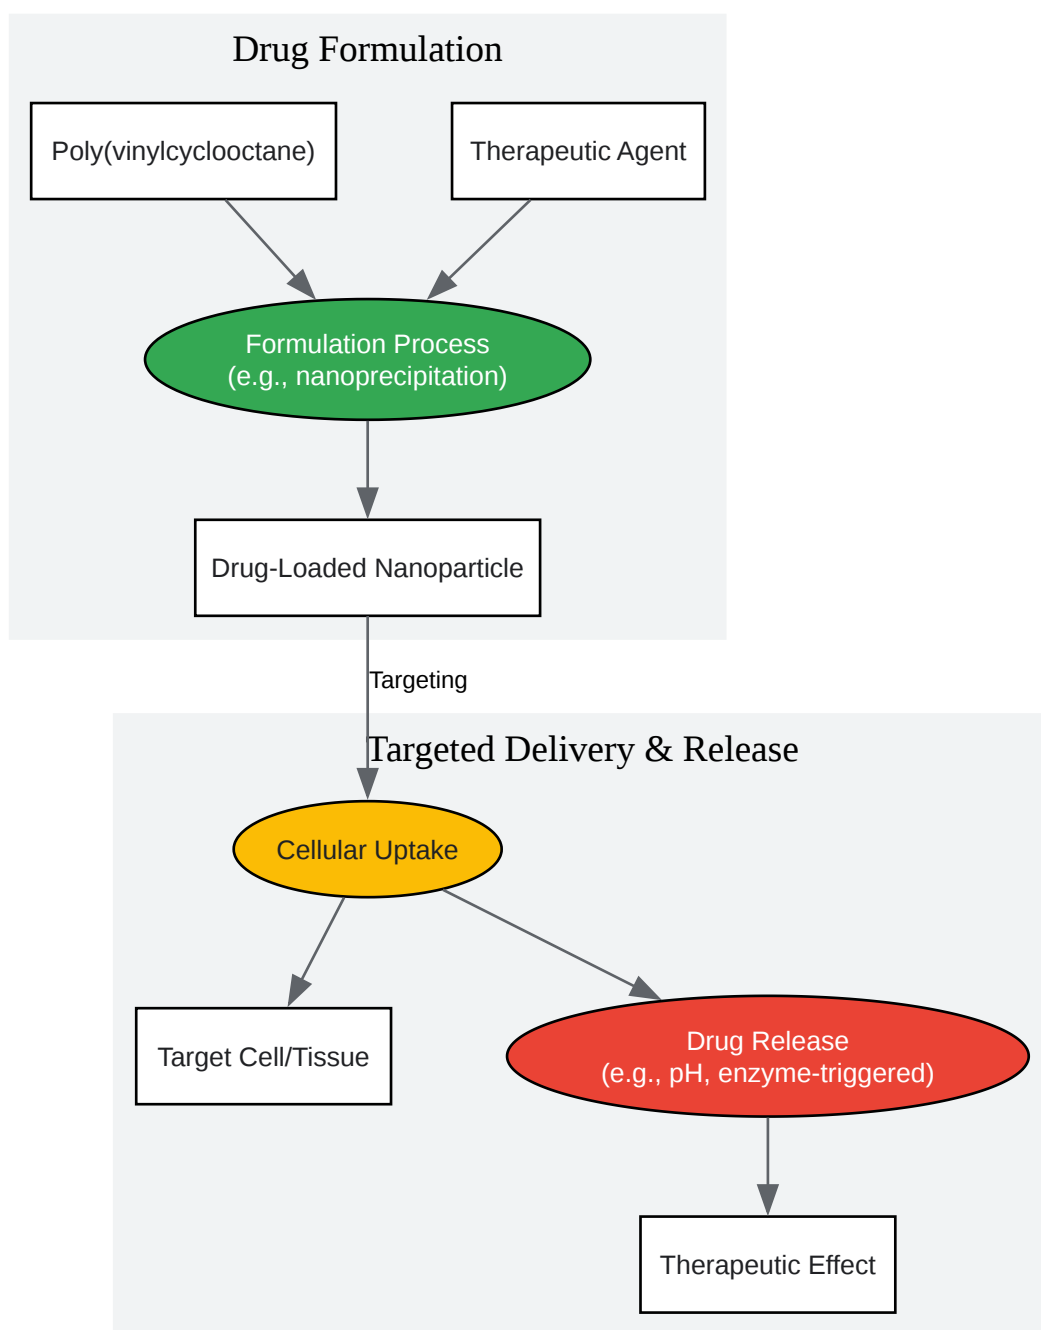 Drug Formulation
Poly(vinylcyclooctane)
Therapeutic Agent
Formulation Process
(e.g., nanoprecipitation)
Drug-Loaded Nanoparticle
Targeting
Targeted Delivery & Release
Cellular Uptake
Target Cell/Tissue
Drug Release
(e.g., pH, enzyme-triggered)
Therapeutic Effect